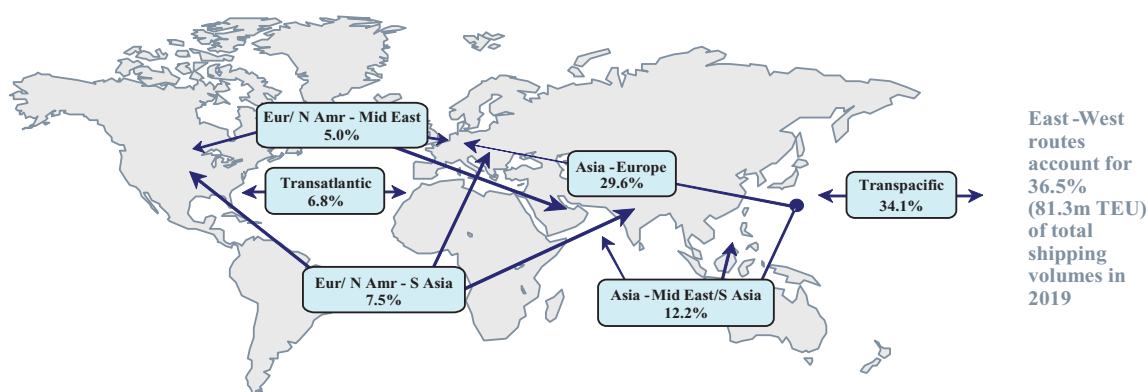 Eur/ N Amr - Mid East
5.0%
Transatlantic
6.8%
Asia -Europe
29.6%
Transpacific
34.1%
Eur/ N Amr - S Asia
7.5%
Asia - Mid East/S Asia
12.2%
East -West
routes
account for
36.5%
(81.3m TEU)
of total
shipping
volumes in
2019